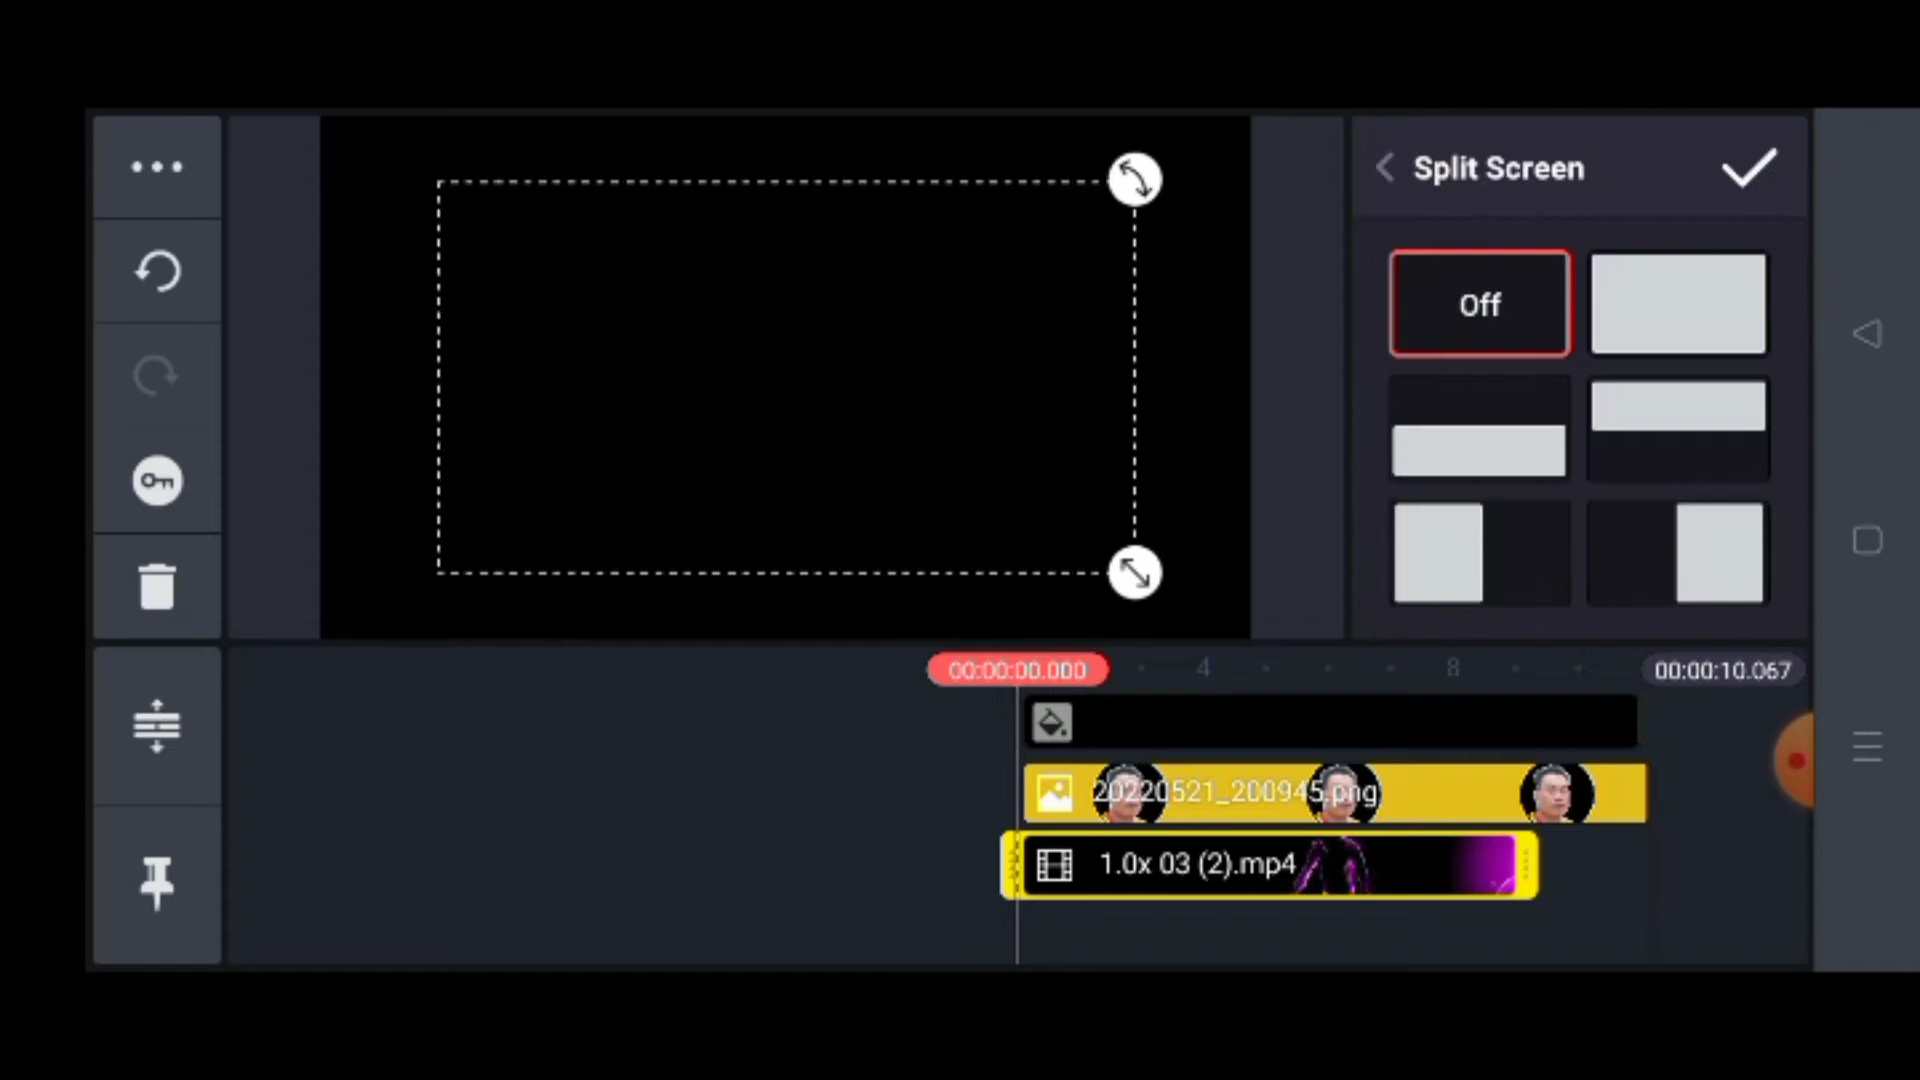 Split Screen
Off
00:00:00.000
4
8
00:00:10.067
20220521_200945.png
1.0x 03 (2).mp4